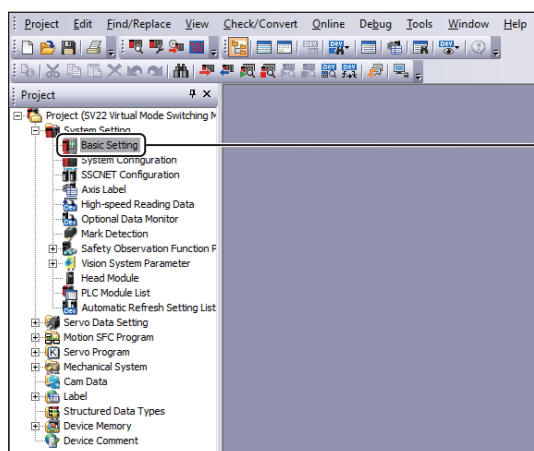 Project Edit Find/Replace View Check/Convert Online Debug Tools Window Help
Project
Project (SV22 Virtual Mode Switching M
System Setting
Basic Setting
System Configuration
SSCNET Configuration
Axis Label
High-speed Reading Data
Optional Data Monitor
Mark Detection
Safety Observation Function P
Vision System Parameter
Head Module
PLC Module List
Automatic Refresh Setting List
Servo Data Setting
Motion SFC Program
Servo Program
Mechanical System
Cam Data
Label
Structured Data Types
Device Memory
Device Comment